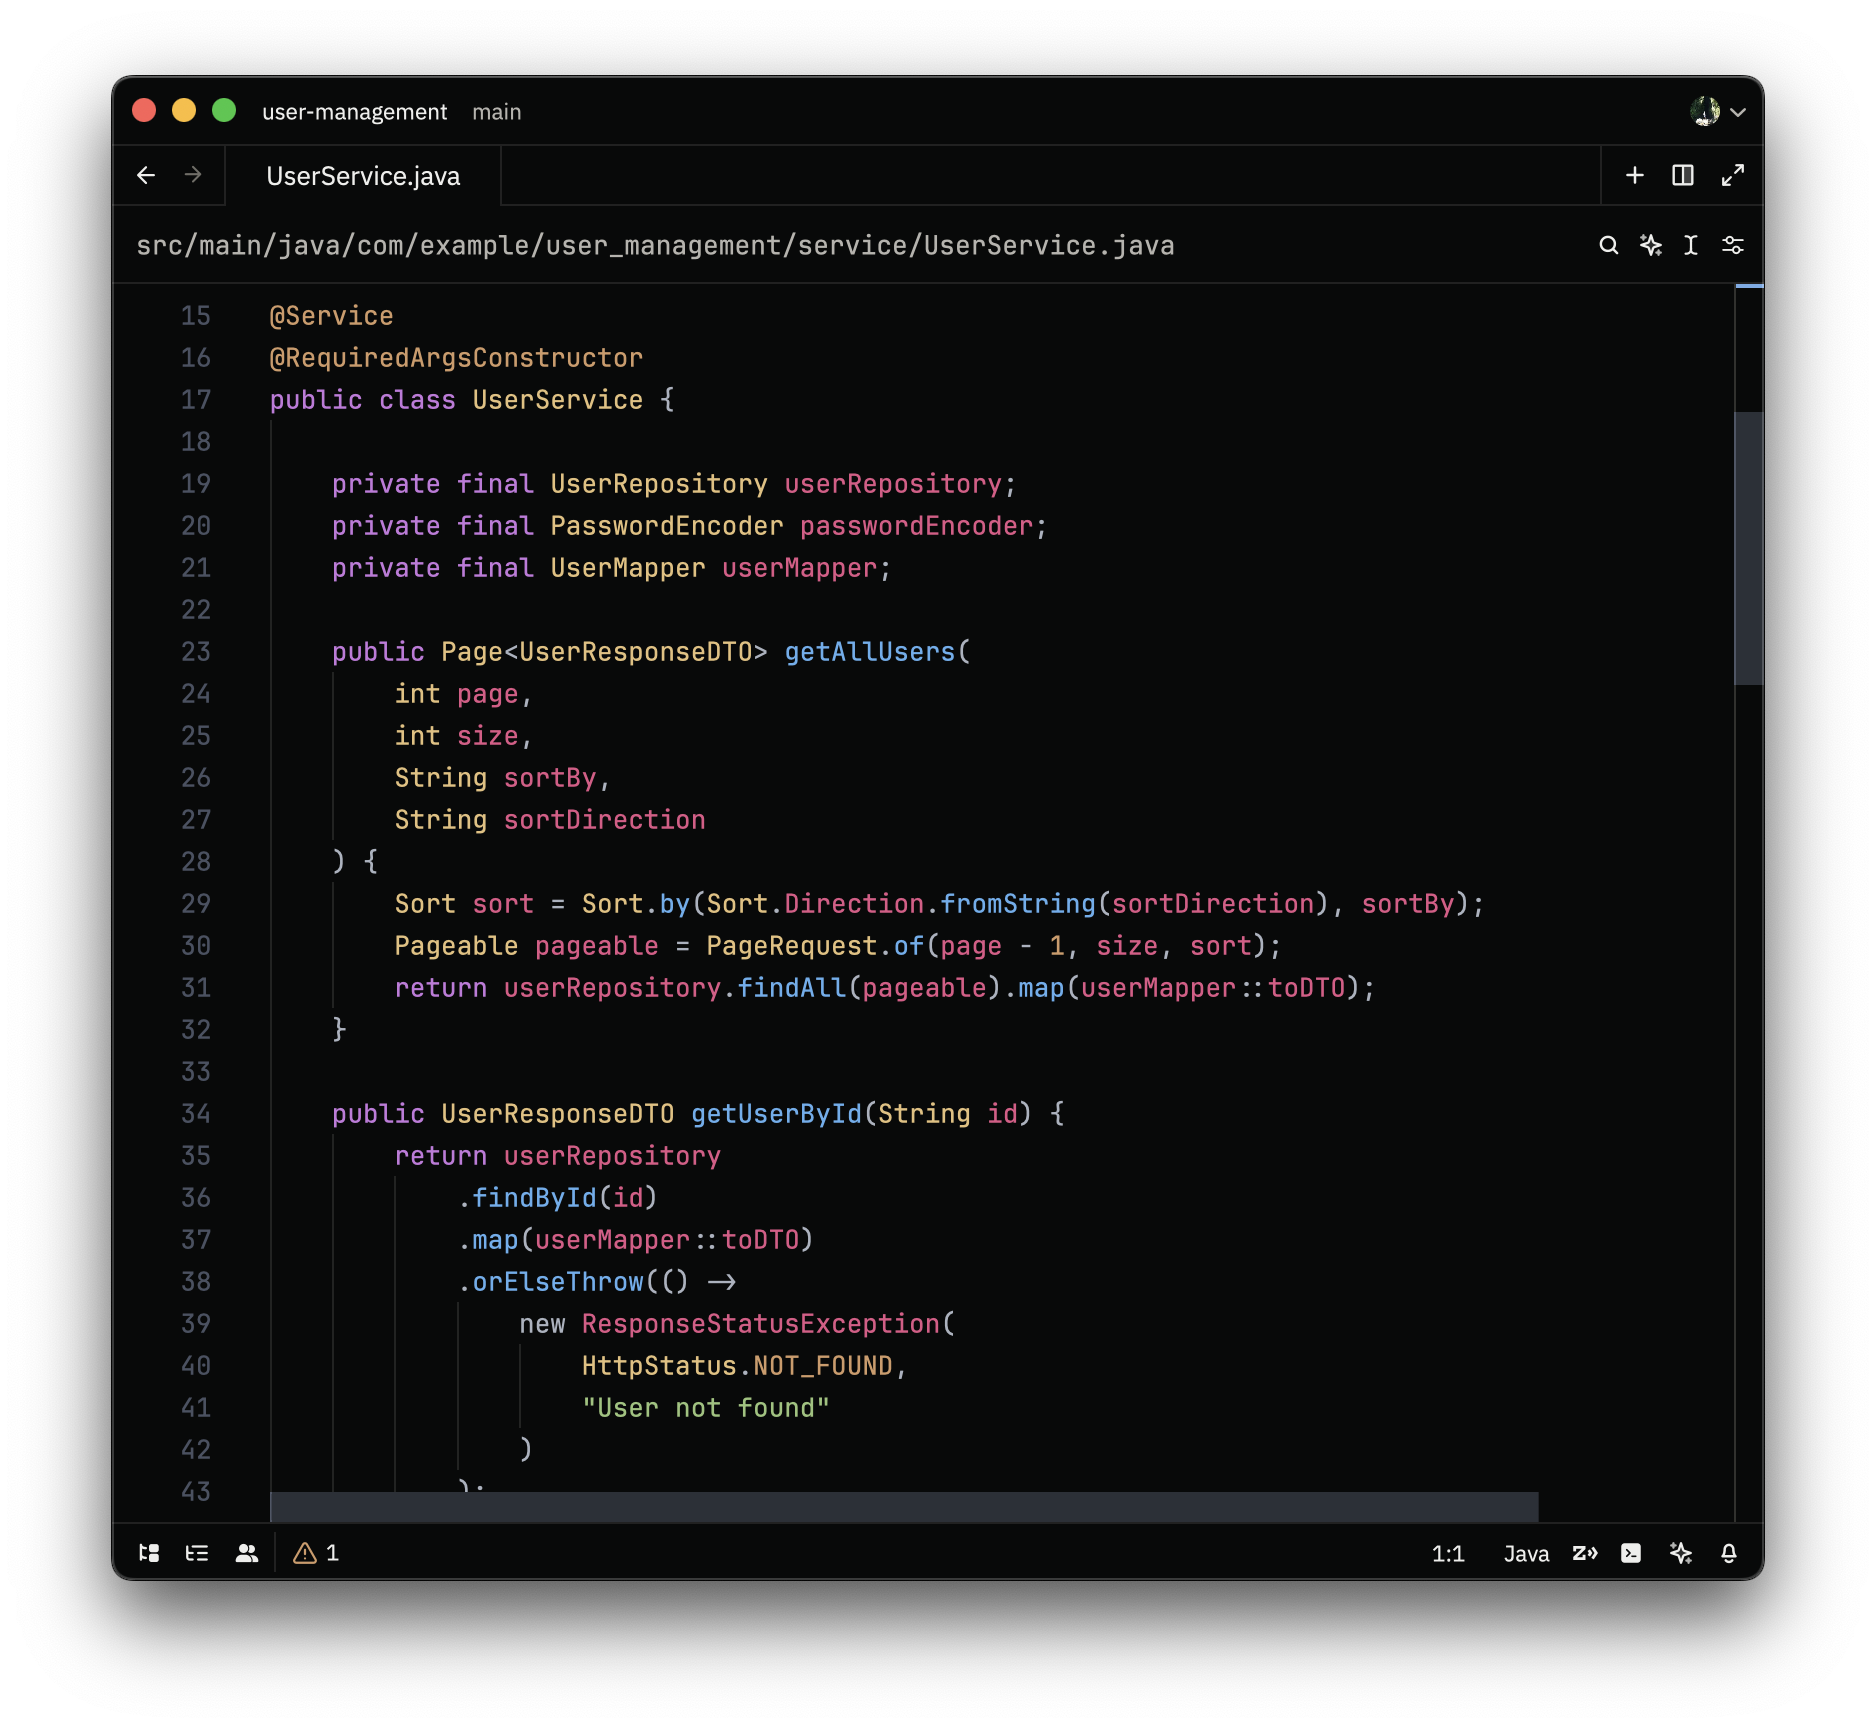 user-management main
UserService.java
src/main/java/com/example/user_management/service/UserService.java
15 @Service
16 @RequiredArgsConstructor
17 public class UserService {
18
19     private final UserRepository userRepository;
20     private final PasswordEncoder passwordEncoder;
21     private final UserMapper userMapper;
22
23     public Page<UserResponseDTO> getAllUsers(
24         int page,
25         int size,
26         String sortBy,
27         String sortDirection
28     ) {
29         Sort sort = Sort.by(Sort.Direction.fromString(sortDirection), sortBy);
30         Pageable pageable = PageRequest.of(page - 1, size, sort);
31         return userRepository.findAll(pageable).map(userMapper::toDTO);
32     }
33
34     public UserResponseDTO getUserById(String id) {
35         return userRepository
36             .findById(id)
37             .map(userMapper::toDTO)
38             .orElseThrow(() ->
39                 new ResponseStatusException(
40                     HttpStatus.NOT_FOUND,
41                     "User not found"
42                 )
43             );
1 1:1 Java